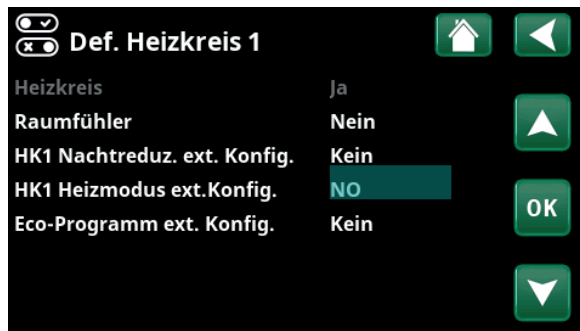 Def. Heizkreis 1
Heizkreis Ja
Raumfühler Nein
HK1 Nachtreduz. ext. Konfig. Kein
HK1 Heizmodus ext.Konfig. NO
Eco-Programm ext. Konfig. Kein
OK